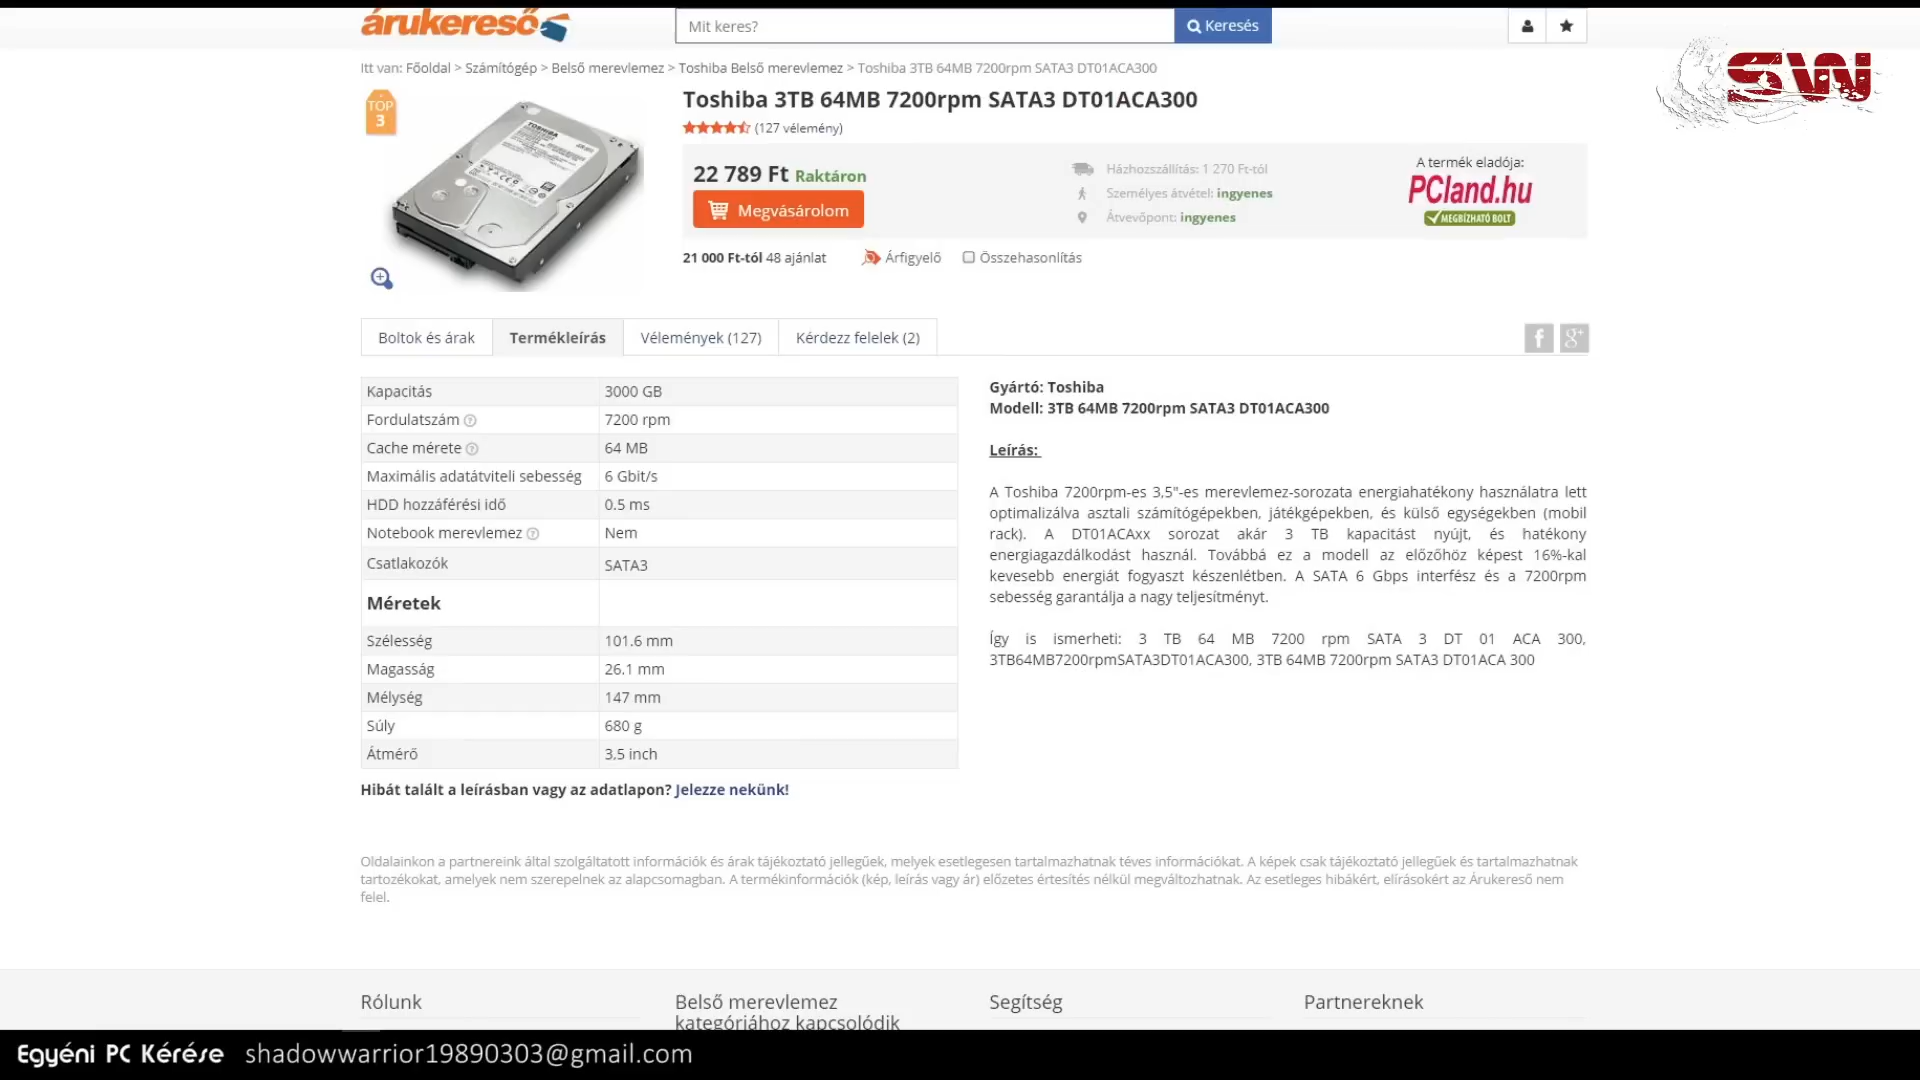 árukereső
Mit keres?
Keresés
SW
Itt van: Főoldal > Számítógép > Belső merevlemez > Toshiba Belső merevlemez > Toshiba 3TB 64MB 7200rpm SATA3 DT01ACA300
TOP
3
TOSHIBA
Toshiba 3TB 64MB 7200rpm SATA3 DT01ACA300
(127 vélemény)
22 789 Ft Raktáron
Megvásárolom
Házhozszállítás: 1 270 Ft-tól
Személyes átvétel: ingyenes
Átvevőpont: ingyenes
A termék eladója:
PCland.hu
MEGBÍZHATÓ BOLT
21 000 Ft-tól 48 ajánlat
Árfigyelő
Összehasonlítás
Boltok és árak
Termékleírás
Vélemények (127)
Kérdezz felelek (2)
f
g+
Kapacitás 3000 GB
Fordulatszám ? 7200 rpm
Cache mérete ? 64 MB
Maximális adatátviteli sebesség 6 Gbit/s
HDD hozzáférési idő 0.5 ms
Notebook merevlemez ? Nem
Csatlakozók SATA3
Méretek
Szélesség 101.6 mm
Magasság 26.1 mm
Mélység 147 mm
Súly 680 g
Átmérő 3,5 inch
Hibát talált a leírásban vagy az adatlapon? Jelezze nekünk!
Gyártó: Toshiba
Modell: 3TB 64MB 7200rpm SATA3 DT01ACA300
Leírás:
A Toshiba 7200rpm-es 3,5"-es merevlemez-sorozata energiahatékony használatra lett
optimalizálva asztali számítógépekben, játékgépekben, és külső egységekben (mobil
rack). A DT01ACAxx sorozat akár 3 TB kapacitást nyújt, és hatékony
energiagazdálkodást használ. Továbbá ez a modell az előzőhöz képest 16%-kal
kevesebb energiát fogyaszt készenlétben. A SATA 6 Gbps interfész és a 7200rpm
sebesség garantálja a nagy teljesítményt.
Így is ismerheti: 3 TB 64 MB 7200 rpm SATA 3 DT 01 ACA 300,
3TB64MB7200rpmSATA3DT01ACA300, 3TB 64MB 7200rpm SATA3 DT01ACA 300
Oldalainkon a partnereink által szolgáltatott információk és árak tájékoztató jellegűek, melyek esetlegesen tartalmazhatnak téves információkat. A képek csak tájékoztató jellegűek és tartalmazhatnak
tartozékokat, amelyek nem szerepelnek az alapcsomagban. A termékinformációk (kép, leírás vagy ár) előzetes értesítés nélkül megváltozhatnak. Az esetleges hibákért, elírásokért az Árukereső nem
felel.
Rólunk
Belső merevlemez
kategóriához kapcsolódik
Segítség
Partnereknek
Egyéni PC Kérése shadowwarrior19890303@gmail.com